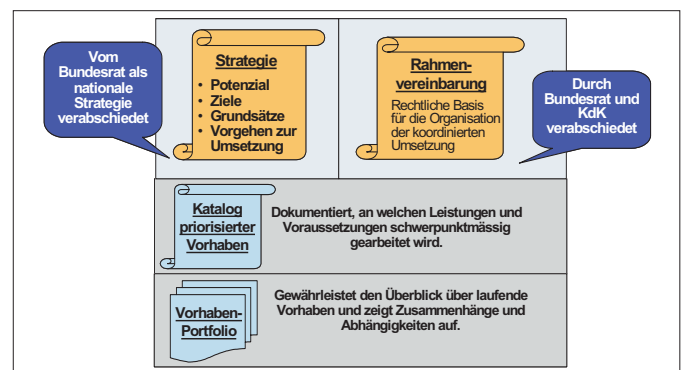 Vom
Bundesrat als
nationale
Strategie
verabschiedet
Strategie
• Potenzial
• Ziele
• Grundsätze
• Vorgehen zur
Umsetzung
Rahmen-
vereinbarung
Rechtliche Basis
für die Organisation
der koordinierten
Umsetzung
Durch
Bundesrat und
KdK
verabschiedet
Katalog
priorisierter
Vorhaben
Dokumentiert, an welchen Leistungen und
Voraussetzungen schwerpunktmässig
gearbeitet wird.
Vorhaben-
Portfolio
Gewährleistet den Überblick über laufende
Vorhaben und zeigt Zusammenhänge und
Abhängigkeiten auf.